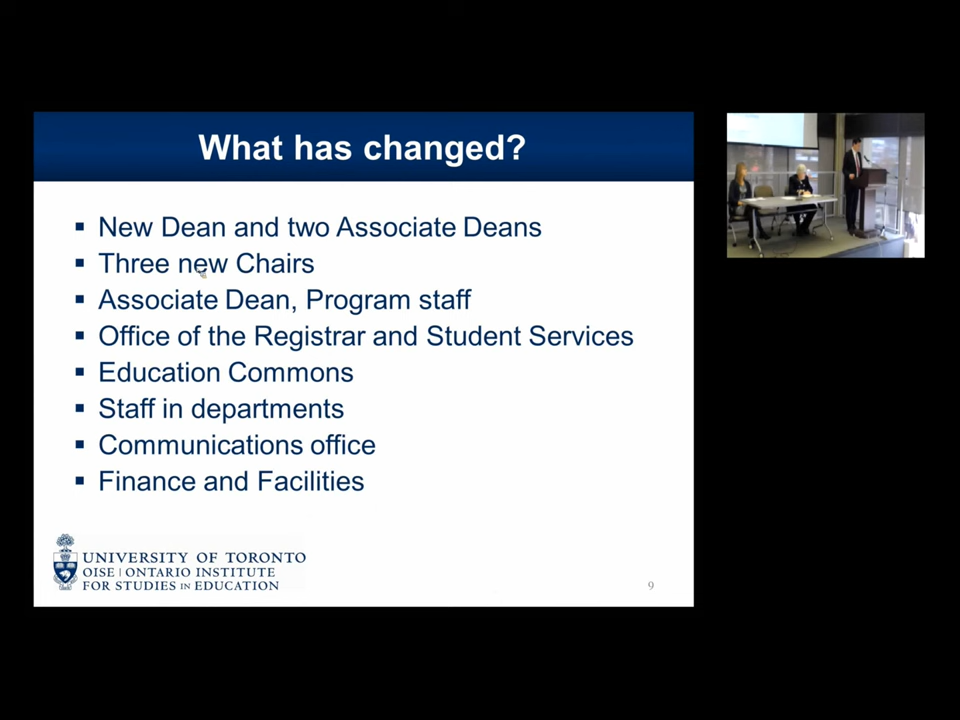 What has changed?
▪ New Dean and two Associate Deans
▪ Three new Chairs
▪ Associate Dean, Program staff
▪ Office of the Registrar and Student Services
▪ Education Commons
▪ Staff in departments
▪ Communications office
▪ Finance and Facilities
UNIVERSITY OF TORONTO
OISE | ONTARIO INSTITUTE
FOR STUDIES IN EDUCATION
9